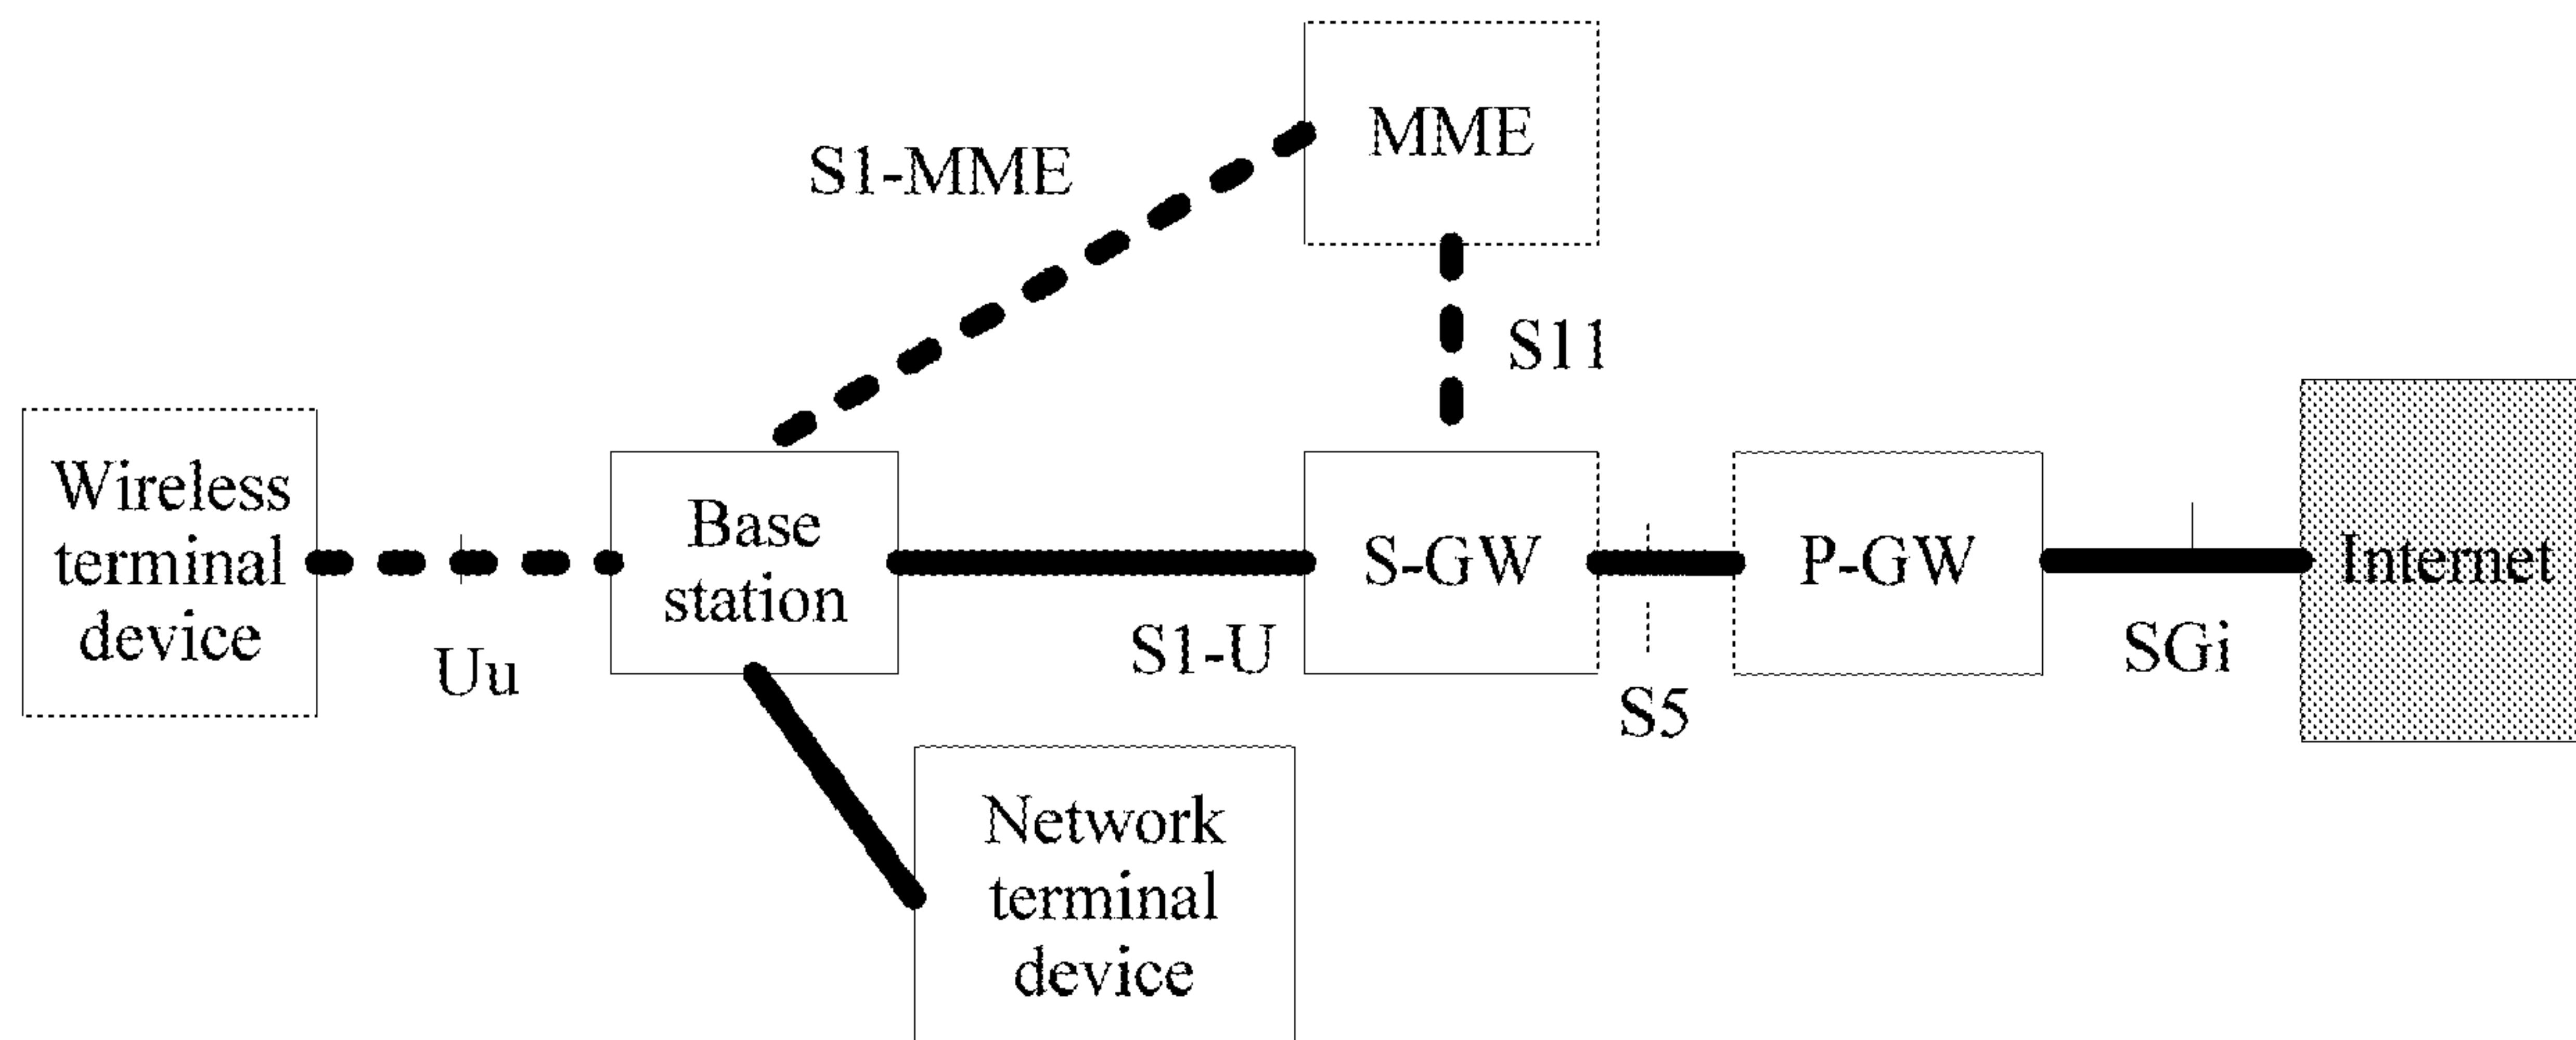 MME
S1-MME
S11
Wireless
terminal
device
Uu
Base
station
S1-U
S-GW
S5
P-GW
SGi
Internet
Network
terminal
device